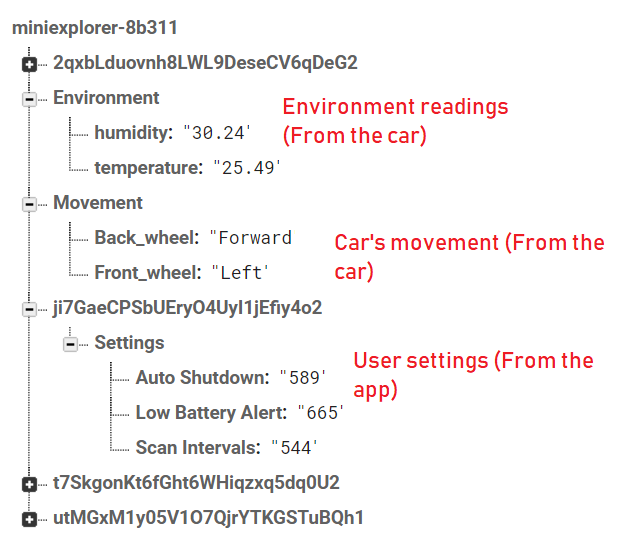 miniexplorer-8b311
2qxbLduovnh8LWL9DeseCV6qDeG2
Environment
humidity: "30.24'
temperature: "25.49'
Environment readings
(From the car)
Movement
Back_wheel: "Forward
Front_wheel: "Left'
Car's movement (From the
car)
ji7GaeCPSbUEryO4UyI1jEfiy4o2
Settings
Auto Shutdown: "589'
Low Battery Alert: "665'
Scan Intervals: "544'
User settings (From the
app)
t7SkgonKt6fGht6WHiqzxq5dq0U2
utMGxM1y05V1O7QjrYTKGSTuBQh1